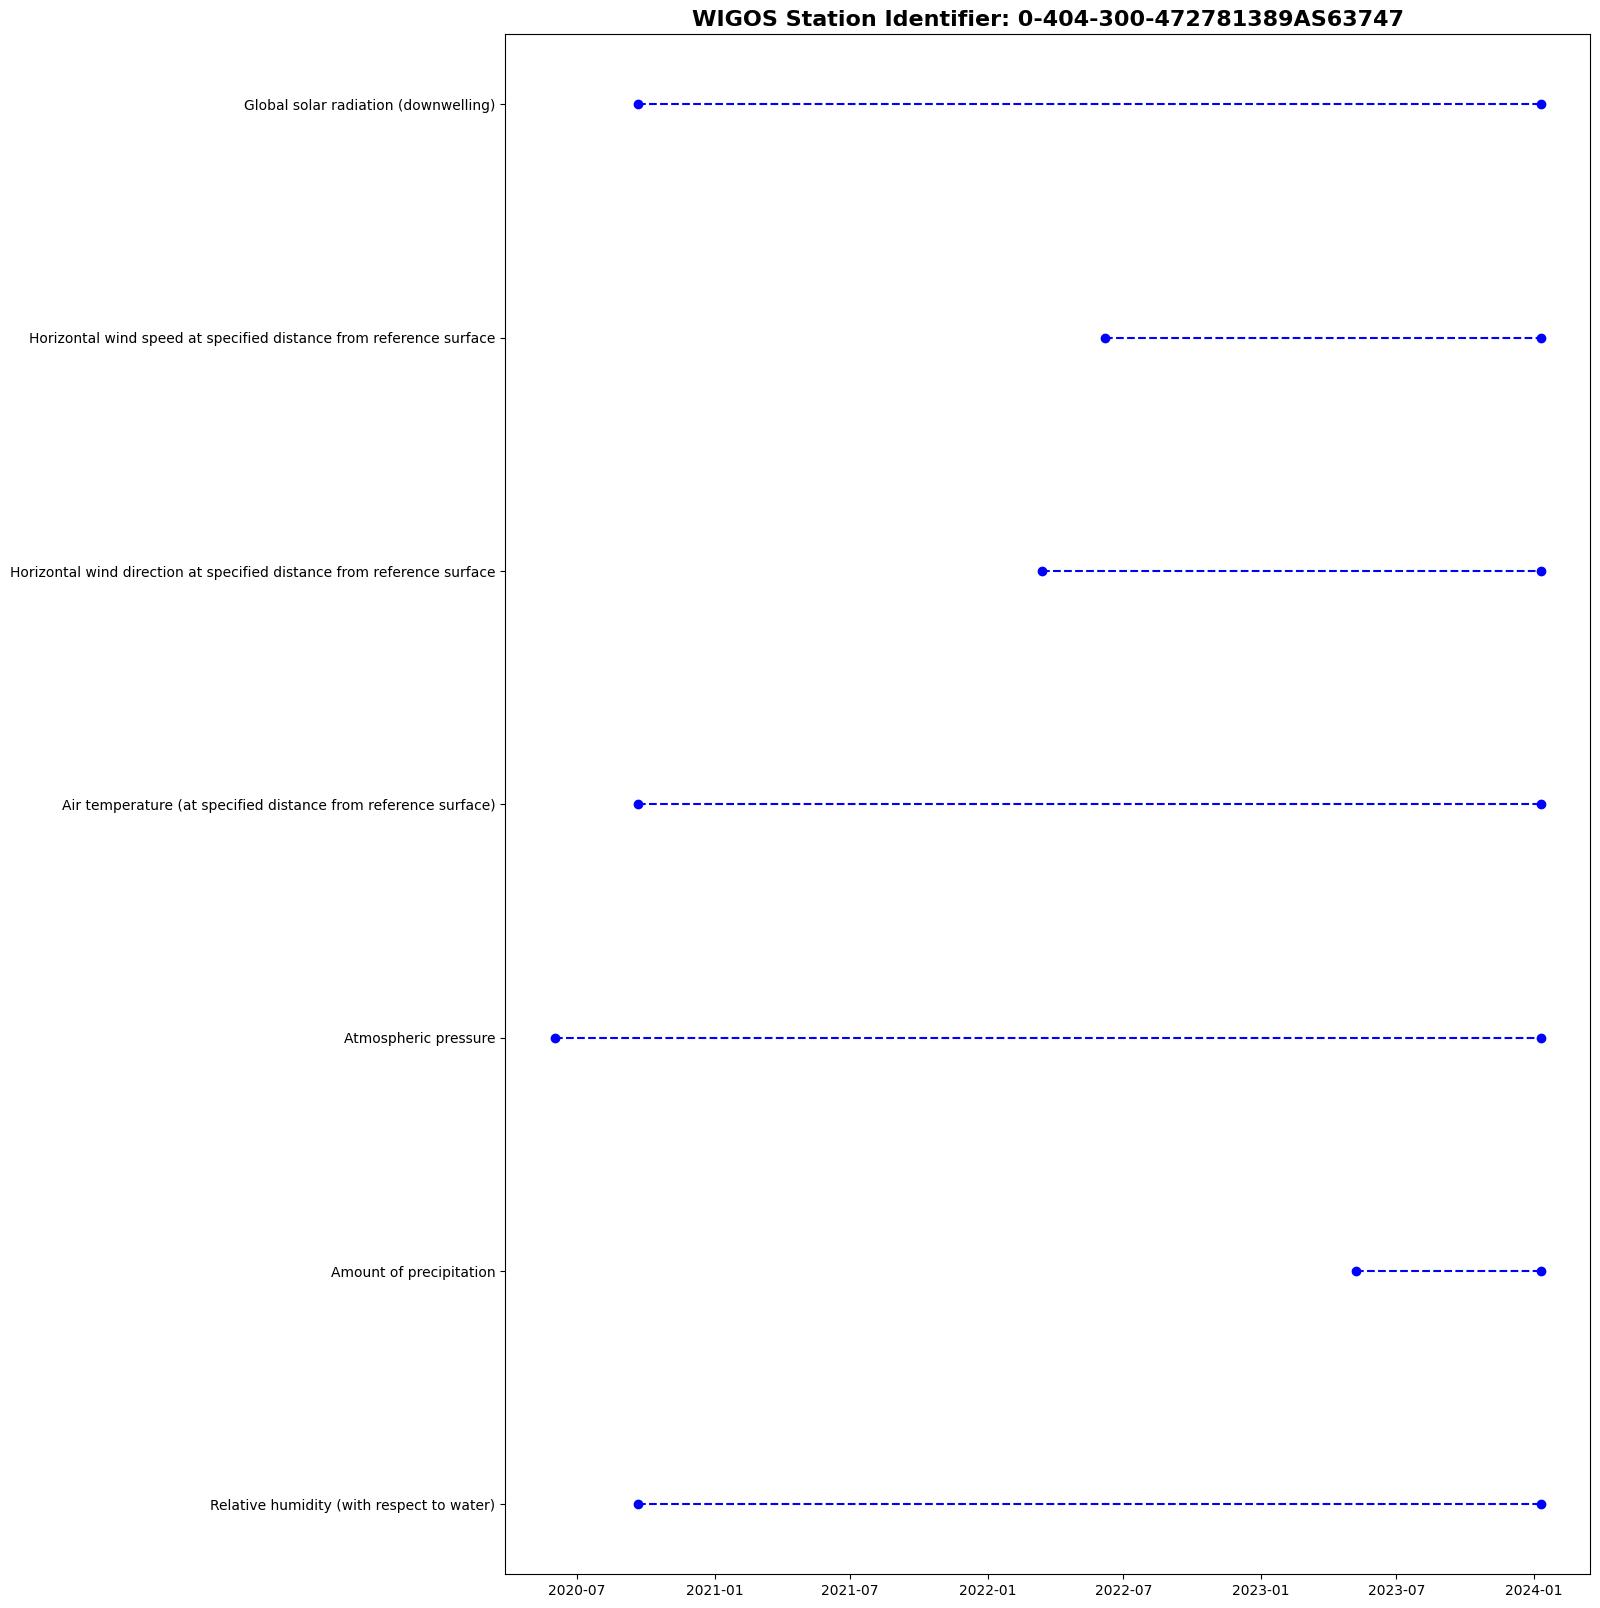 WIGOS Station Identifier: 0-404-300-472781389AS63747
Global solar radiation (downwelling)
Horizontal wind speed at specified distance from reference surface
Horizontal wind direction at specified distance from reference surface
Air temperature (at specified distance from reference surface)
Atmospheric pressure
Amount of precipitation
Relative humidity (with respect to water)
2020-07 2021-01 2021-07 2022-01 2022-07 2023-01 2023-07 2024-01